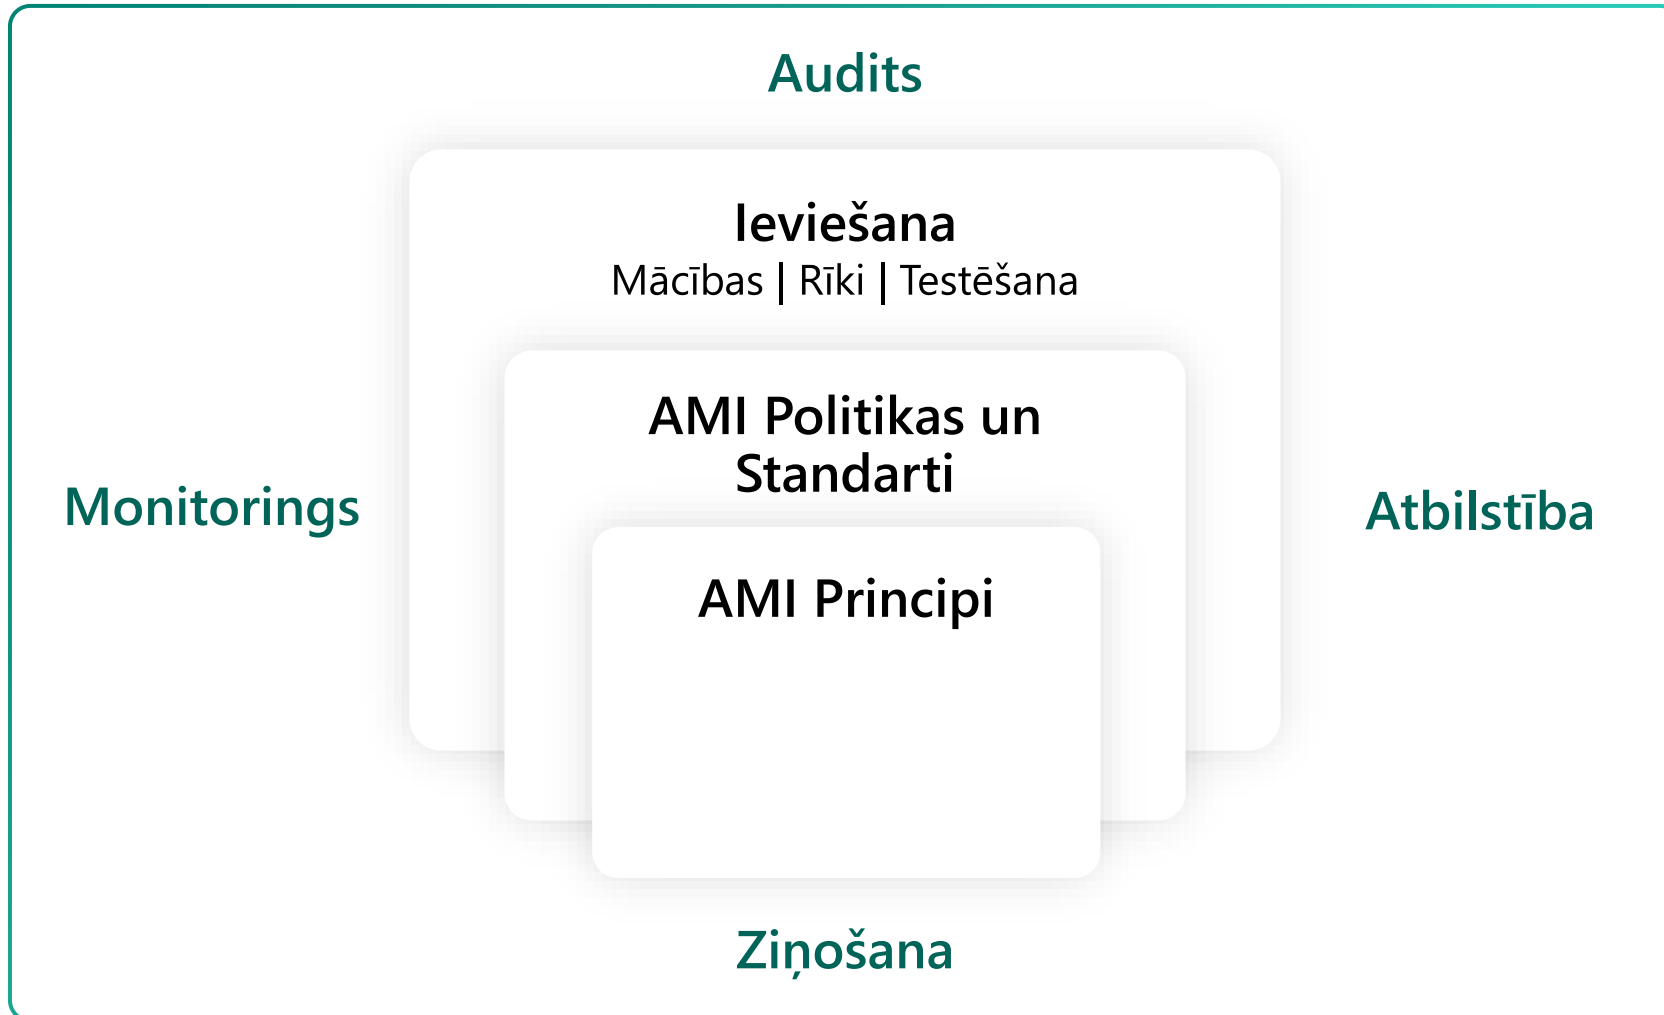 Audits
Ieviešana
Mācības | Rīki | Testēšana
AMI Politikas un
Standarti
Monitorings
Atbilstība
AMI Principi
Ziņošana